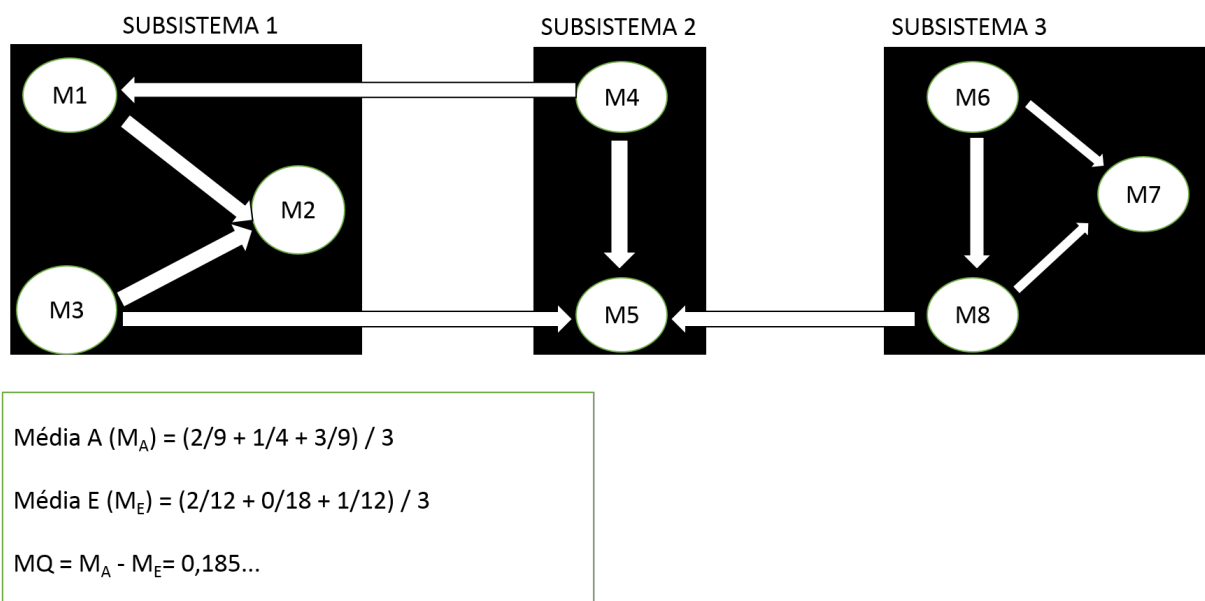 SUBSISTEMA 1
SUBSISTEMA 2
SUBSISTEMA 3
M1
M4
M6
M7
M2
M3
M5
M8
Média A (MA) = (2/9 + 1/4 + 3/9) / 3
Média E (ME) = (2/12 + 0/18 + 1/12) / 3
MQ = MA - ME= 0,185...